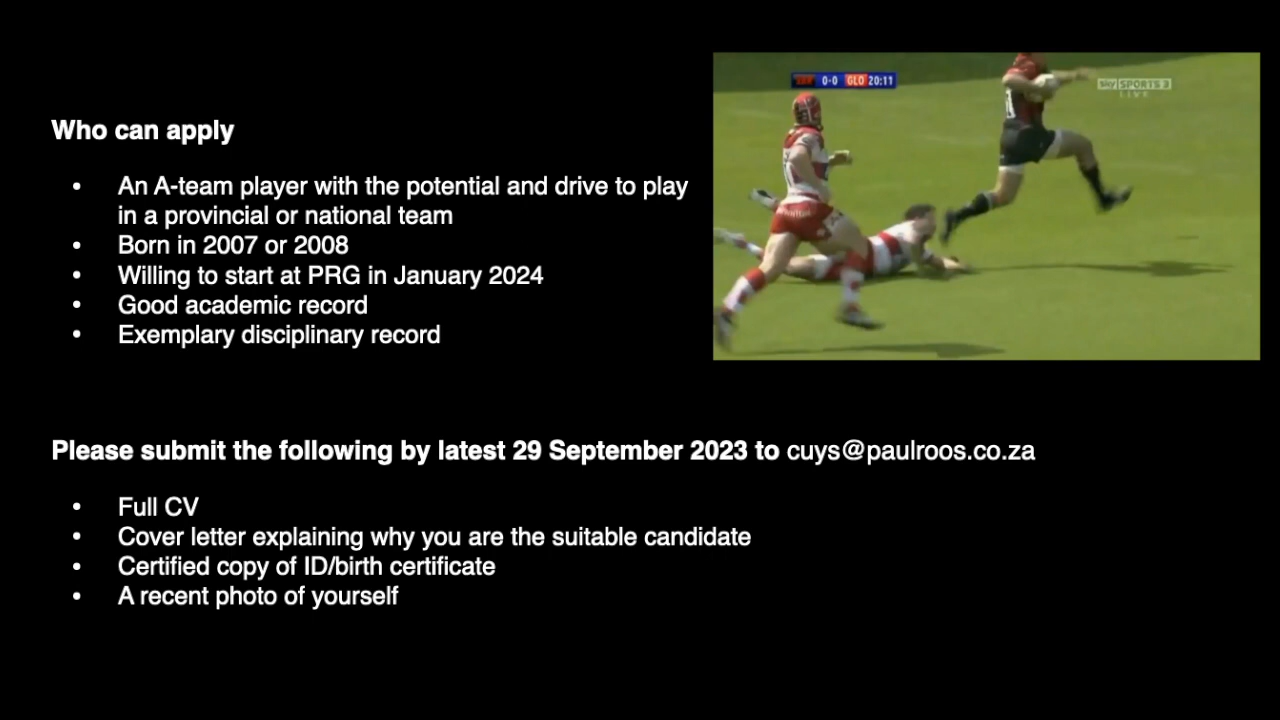 Who can apply
• An A-team player with the potential and drive to play
in a provincial or national team
• Born in 2007 or 2008
• Willing to start at PRG in January 2024
• Good academic record
• Exemplary disciplinary record
0-0 GLO 20:11
sky SPORTS 3
LIVE
Please submit the following by latest 29 September 2023 to cuys@paulroos.co.za
• Full CV
• Cover letter explaining why you are the suitable candidate
• Certified copy of ID/birth certificate
• A recent photo of yourself